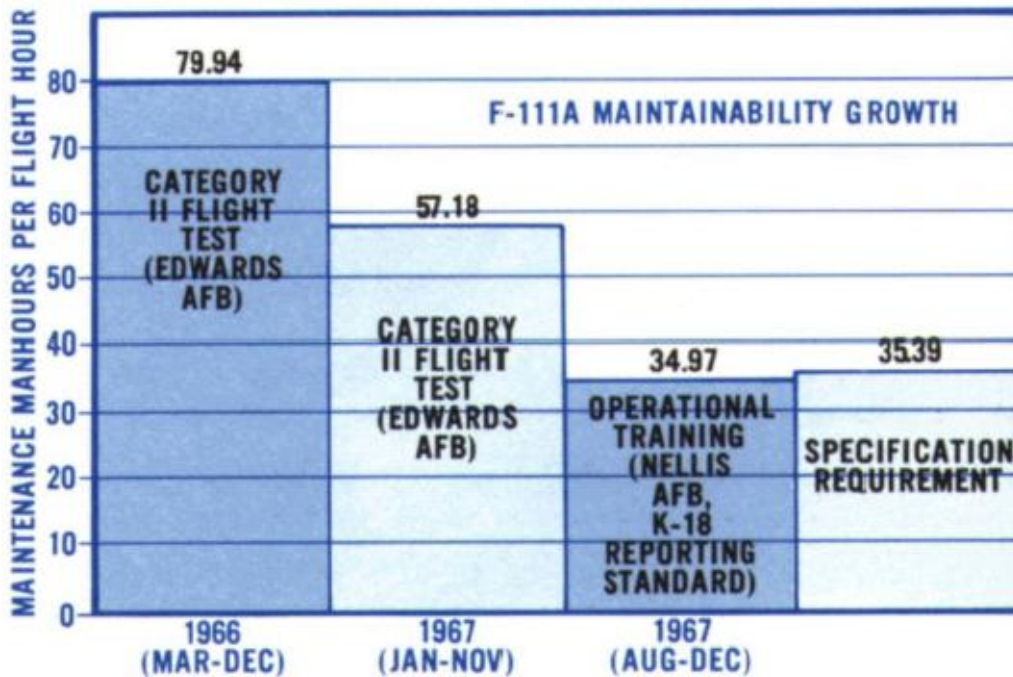 MAINTENANCE MANHOURS PER FLIGHT HOUR
80
70
60
50
40
30
20
10
0
F-111A MAINTAINABILITY GROWTH
79.94
CATEGORY
II FLIGHT
TEST
(EDWARDS
AFB)
57.18
CATEGORY
II FLIGHT
TEST
(EDWARDS
AFB)
34.97
OPERATIONAL
TRAINING
(NELLIS
AFB,
K-18
REPORTING
STANDARD)
35.39
SPECIFICATION
REQUIREMENT
1966
(MAR-DEC)
1967
(JAN-NOV)
1967
(AUG-DEC)